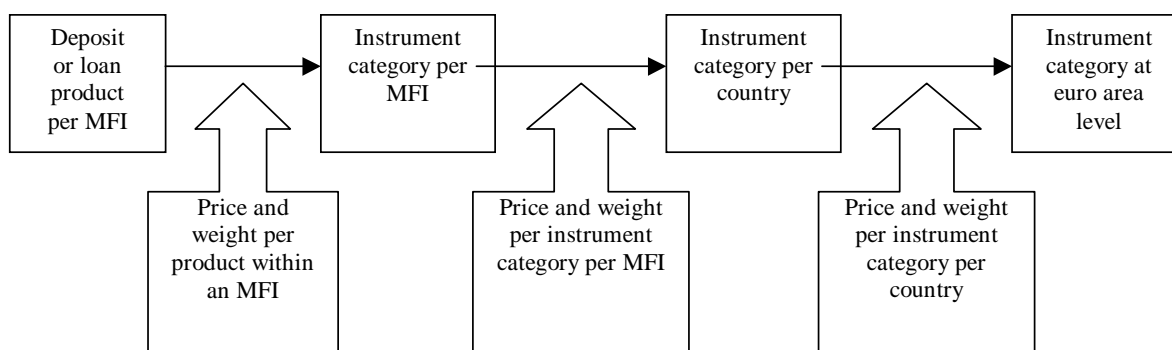 Deposit
or loan
product
per MFI
Instrument
category per
MFI
Instrument
category per
country
Instrument
category at
euro area
level
Price and
weight per
product within
an MFI
Price and weight
per instrument
category per MFI
Price and weight
per instrument
category per
country